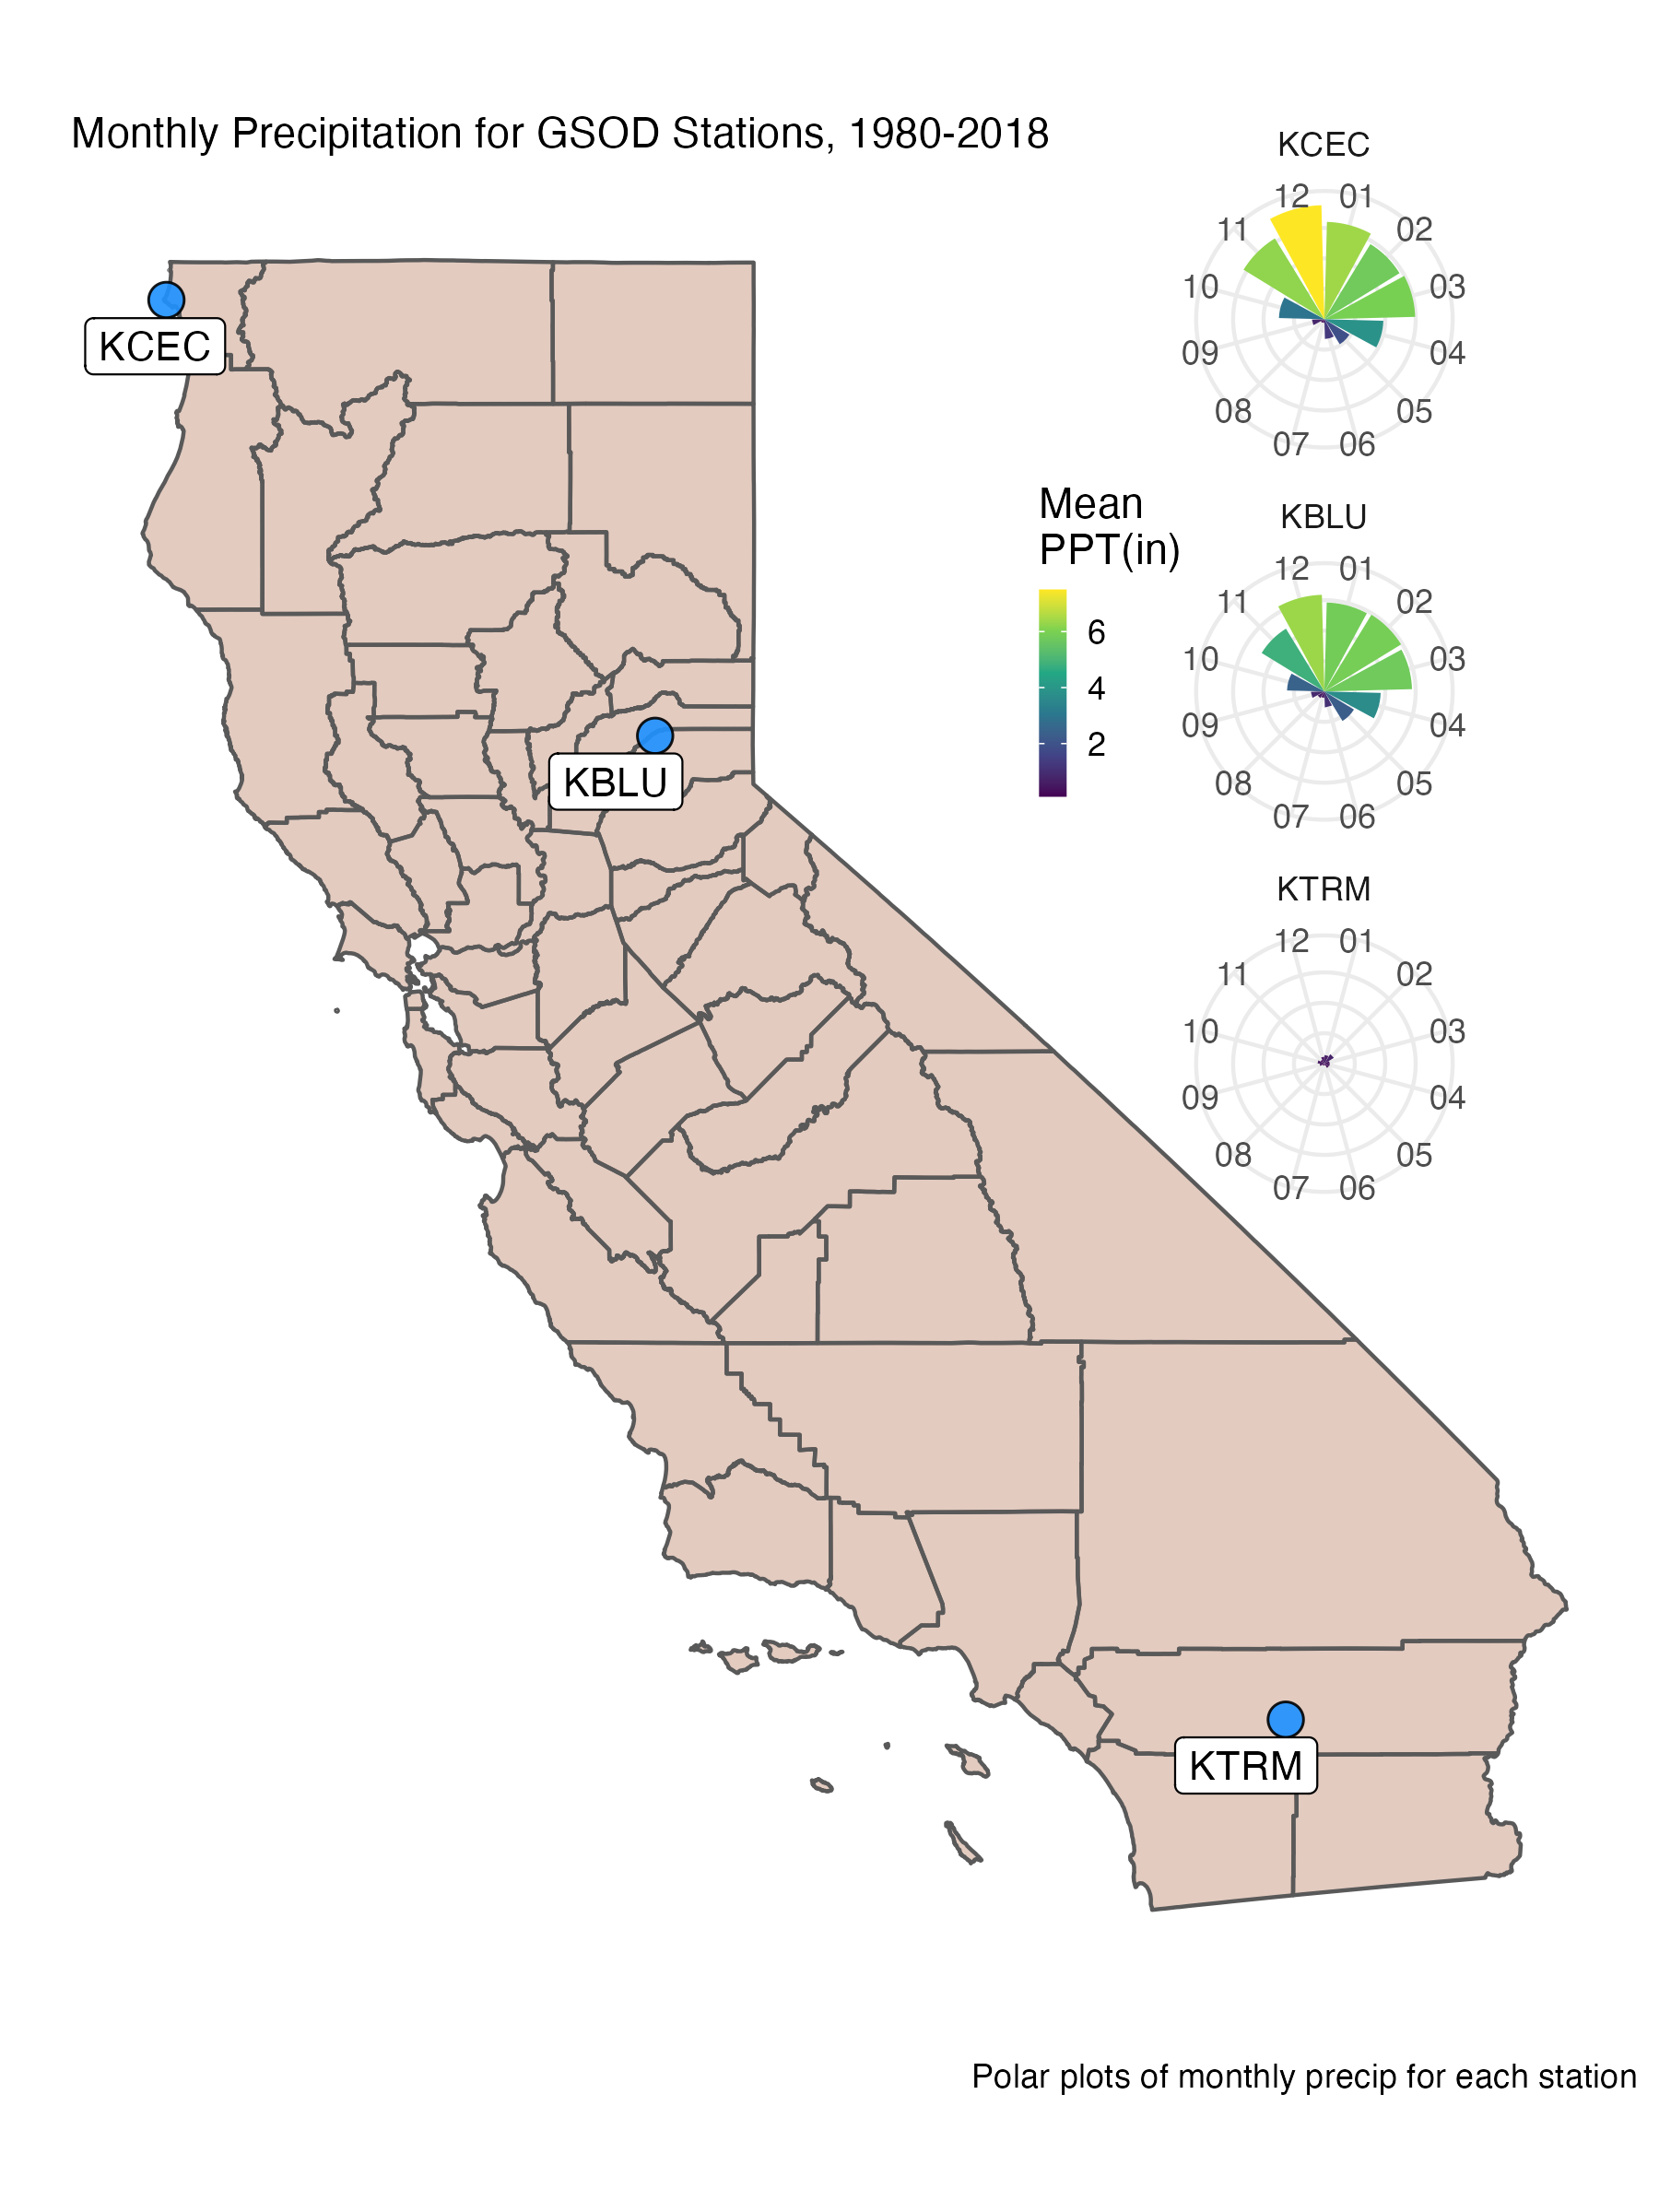 Monthly Precipitation for GSOD Stations, 1980-2018
KCEC
12 01
11 02
10 03
09 04
08 05
07 06
KCEC
Mean
PPT(in)
6
4
2
KBLU
12 01
11 02
10 03
09 04
08 05
07 06
KBLU
KTRM
12 01
11 02
10 03
09 04
08 05
07 06
KTRM
Polar plots of monthly precip for each station